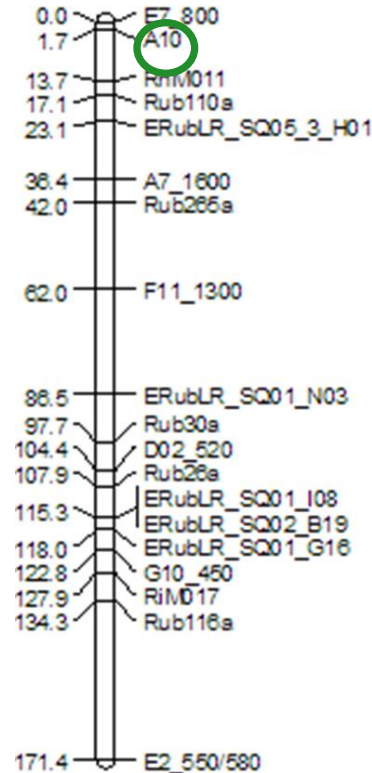 0.0 E7_800
1.7 A10
13.7 RhM011
17.1 Rub110a
23.1 ERubLR_SQ05_3_H01
36.4 A7_1600
42.0 Rub265a
62.0 F11_1300
86.5 ERubLR_SQ01_N03
97.7 Rub30a
104.4 D02_520
107.9 Rub26a
115.3 ERubLR_SQ01_I08
ERubLR_SQ02_B19
118.0 ERubLR_SQ01_G16
122.8 G10_450
127.9 RiM017
134.3 Rub116a
171.4 E2_550/580